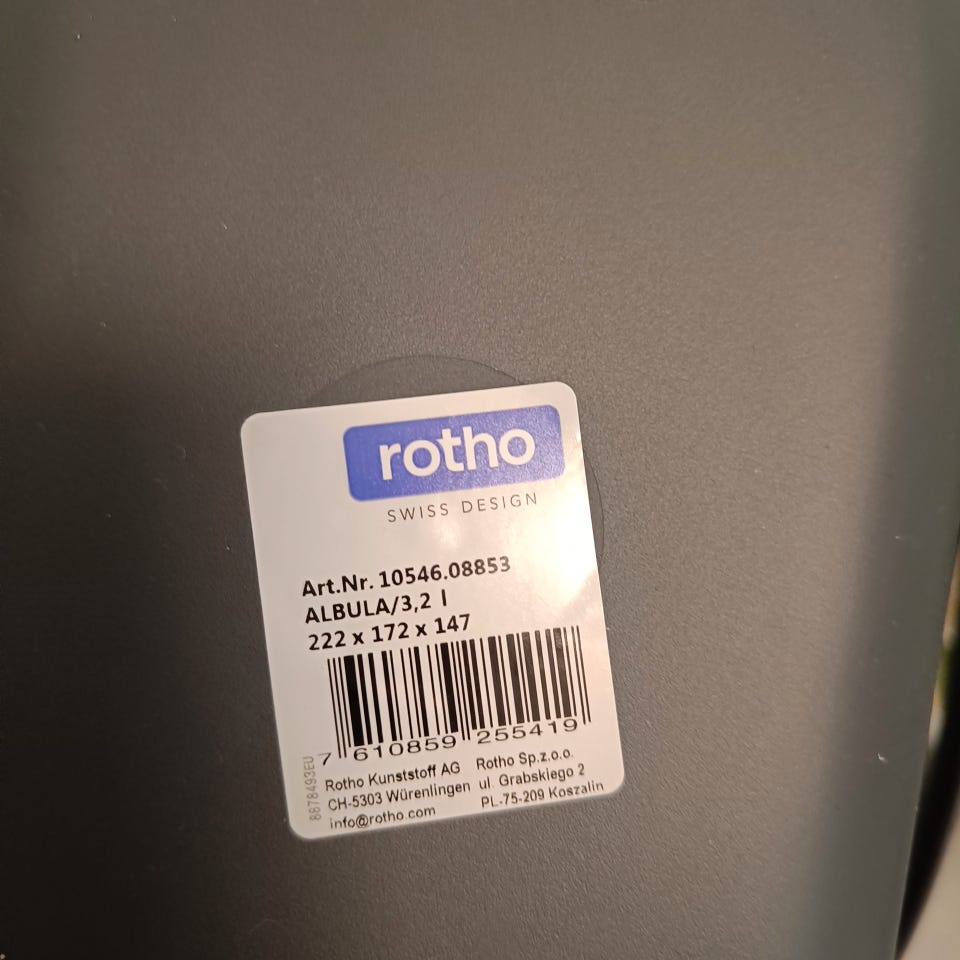 rotho
SWISS DESIGN
Art.Nr. 10546.08853
ALBULA/3,2 l
222 x 172 x 147
7 610859 255419
8878493EU
Rotho Kunststoff AG
CH-5303 Würenlingen
info@rotho.com
Rotho Sp.z.o.o.
ul. Grabskiego 2
PL-75-209 Koszalin